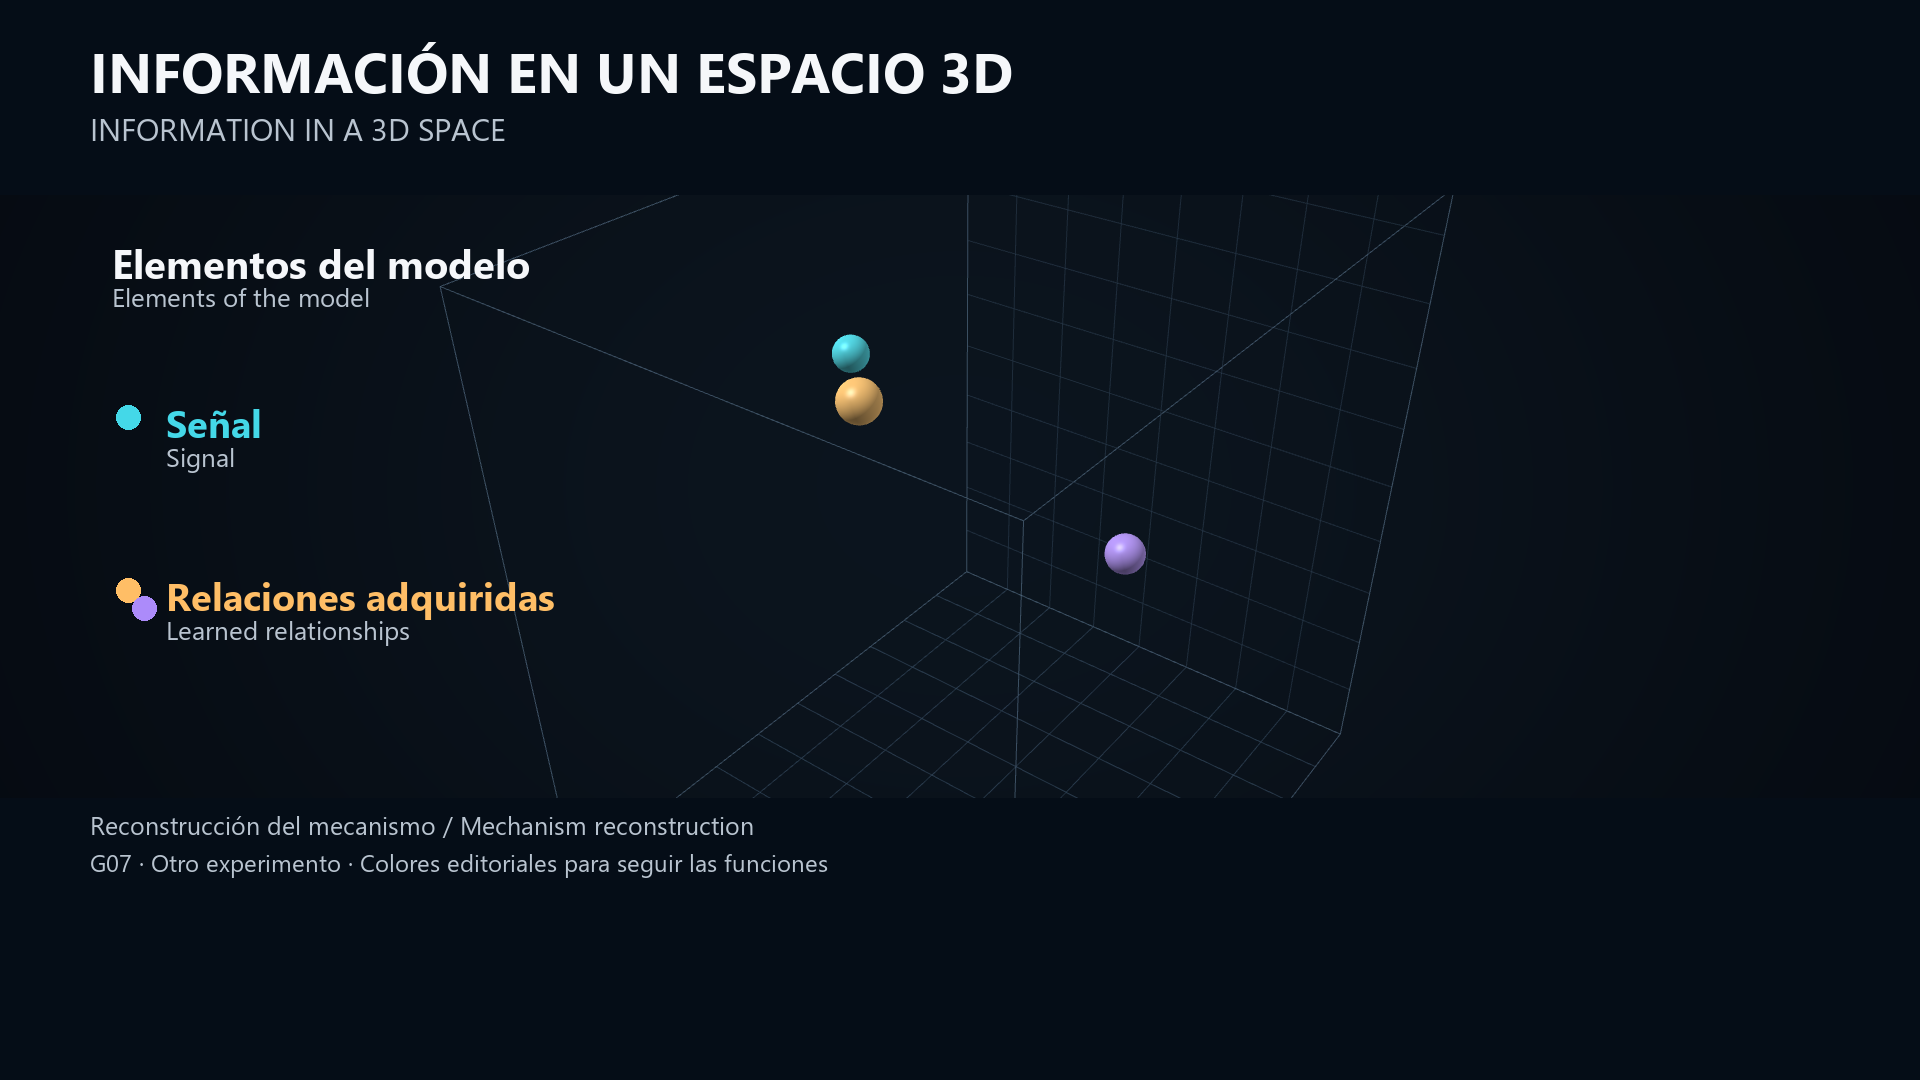 INFORMACIÓN EN UN ESPACIO 3D
INFORMATION IN A 3D SPACE
Elementos del modelo
Elements of the model
Señal
Signal
Relaciones adquiridas
Learned relationships
Reconstrucción del mecanismo / Mechanism reconstruction
G07 · Otro experimento · Colores editoriales para seguir las funciones